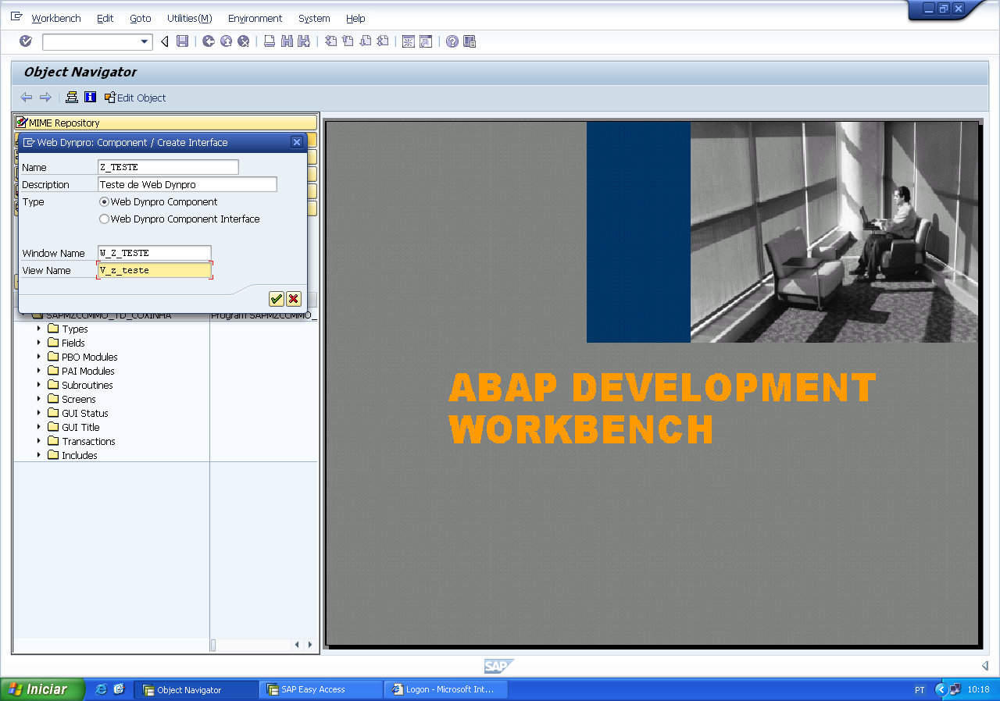 Workbench Edit Goto Utilities(M) Environment System Help
Object Navigator
Edit Object
MIME Repository
Web Dynpro: Component / Create Interface
Name Z_TESTE
Description Teste de Web Dynpro
Type Web Dynpro Component
Web Dynpro Component Interface
Window Name W_Z_TESTE
View Name V_z_teste
SAPMZCCMMO_TD_COXINHA Program SAPMZCCMMO_
Types
Fields
PBO Modules
PAI Modules
Subroutines
Screens
GUI Status
GUI Title
Transactions
Includes
ABAP DEVELOPMENT
WORKBENCH
SAP
Iniciar Object Navigator SAP Easy Access Logon - Microsoft Int... PT 10:18